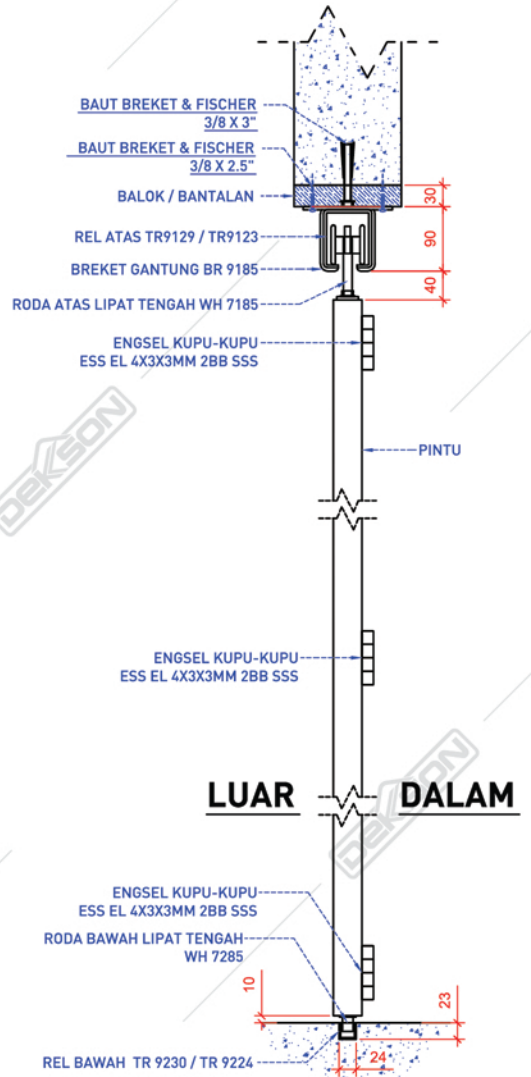 BAUT BREKET & FISCHER
3/8 X 3"
BAUT BREKET & FISCHER
3/8 X 2.5"
BALOK / BANTALAN
30
REL ATAS TR9129 / TR9123
90
BREKET GANTUNG BR 9185
40
RODA ATAS LIPAT TENGAH WH 7185
ENGSEL KUPU-KUPU
ESS EL 4X3X3MM 2BB SSS
PINTU
DEKSON
ENGSEL KUPU-KUPU
ESS EL 4X3X3MM 2BB SSS
LUAR
DALAM
DEKSON
ENGSEL KUPU-KUPU
ESS EL 4X3X3MM 2BB SSS
RODA BAWAH LIPAT TENGAH
WH 7285
10
23
24
REL BAWAH TR 9230 / TR 9224